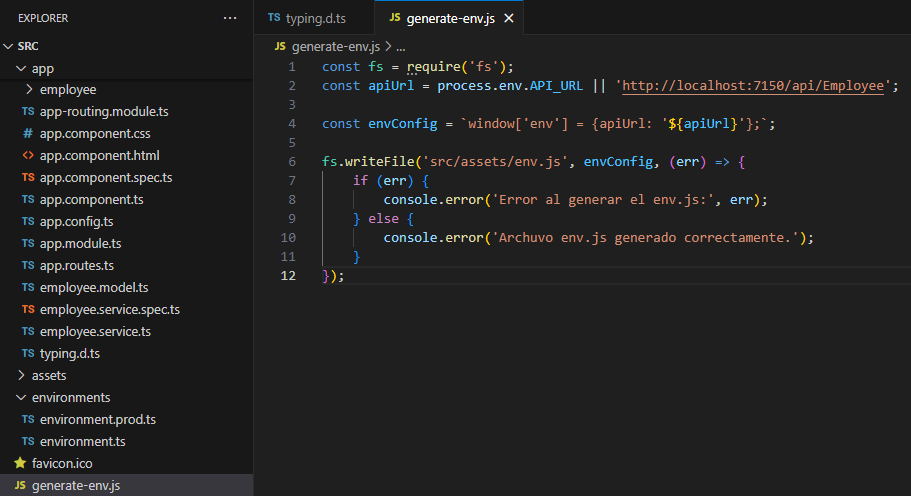 EXPLORER ...
SRC
app
employee
TS app-routing.module.ts
# app.component.css
<> app.component.html
TS app.component.spec.ts
TS app.component.ts
TS app.config.ts
TS app.module.ts
TS app.routes.ts
TS employee.model.ts
TS employee.service.spec.ts
TS employee.service.ts
TS typing.d.ts
assets
environments
TS environment.prod.ts
TS environment.ts
favicon.ico
JS generate-env.js
TS typing.d.ts JS generate-env.js ×
JS generate-env.js > ...
1 const fs = require('fs');
2 const apiUrl = process.env.API_URL || 'http://localhost:7150/api/Employee';
3
4 const envConfig = `window['env'] = {apiUrl: '${apiUrl}'};`;
5
6 fs.writeFile('src/assets/env.js', envConfig, (err) => {
7 if (err) {
8 console.error('Error al generar el env.js:', err);
9 } else {
10 console.error('Archuvo env.js generado correctamente.');
11 }
12 });